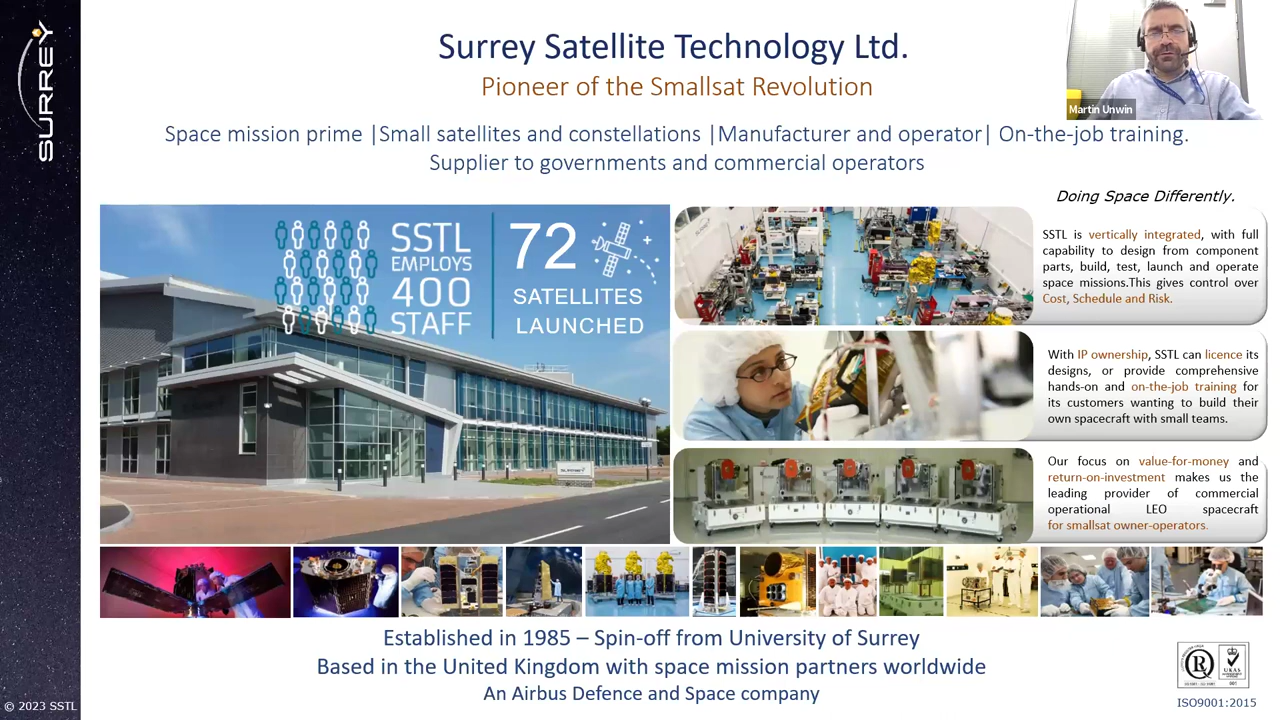 SURREY
Surrey Satellite Technology Ltd.
Pioneer of the Smallsat Revolution
Martin Unwin
Space mission prime |Small satellites and constellations |Manufacturer and operator| On-the-job training.
Supplier to governments and commercial operators
SSTL
EMPLOYS
400
STAFF
72
SATELLITES
LAUNCHED
Doing Space Differently.
SSTL is vertically integrated, with full
capability to design from component
parts, build, test, launch and operate
space missions.This gives control over
Cost, Schedule and Risk.
With IP ownership, SSTL can licence its
designs, or provide comprehensive
hands-on and on-the-job training for
its customers wanting to build their
own spacecraft with small teams.
Our focus on value-for-money and
return-on-investment makes us the
leading provider of commercial
operational LEO spacecraft
for smallsat owner-operators.
Established in 1985 – Spin-off from University of Surrey
Based in the United Kingdom with space mission partners worldwide
An Airbus Defence and Space company
UKAS
ISO9001:2015
© 2023 SSTL